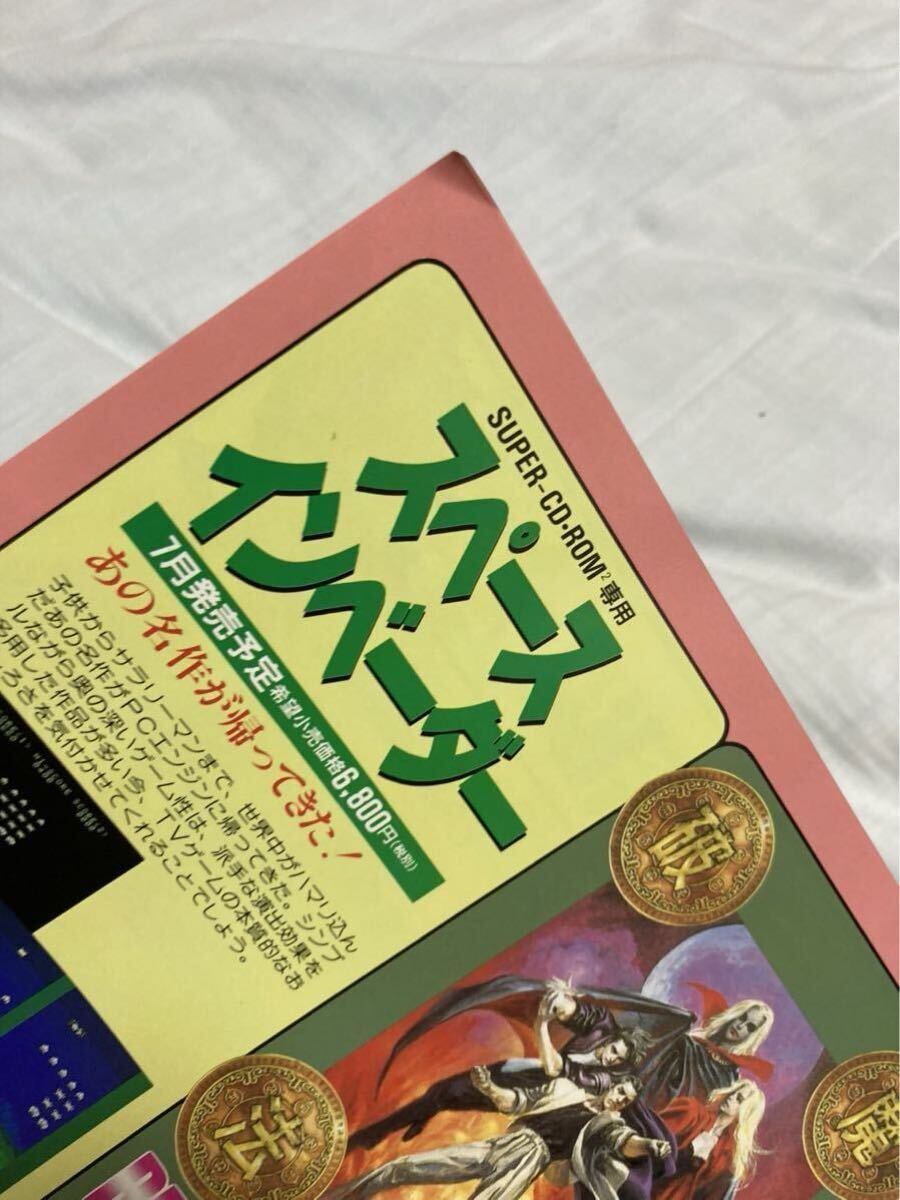 SUPER-CD・ROM²専用
スペース
インベーダー
7月発売予定 希望小売価格6,800円(税別)
あの名作が帰ってきた!
子供からサラリーマンまで、世界中がハマリ込ん
だあの名作がPCエンジンに帰ってきた。シンプ
ルながら奥の深いゲーム性は、派手な演出効果を
多用した作品が多い今、TVゲームの本質的なお
しろさを気付かせてくれることでしょう。
破
法